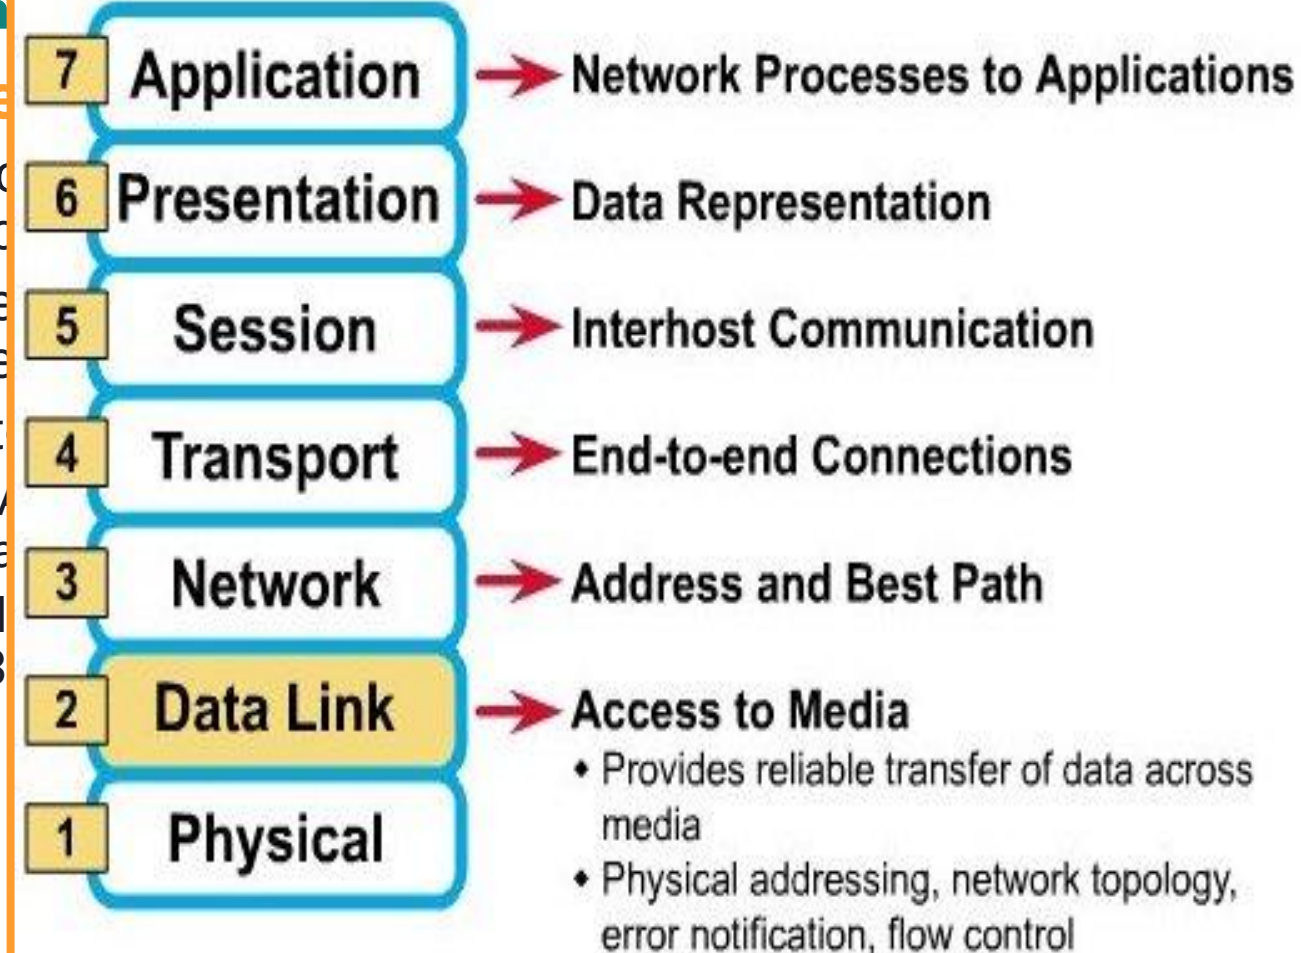 7 Application Network Processes to Applications
6 Presentation Data Representation
5 Session Interhost Communication
4 Transport End-to-end Connections
3 Network Address and Best Path
2 Data Link Access to Media
• Provides reliable transfer of data across
media
• Physical addressing, network topology,
error notification, flow control
1 Physical